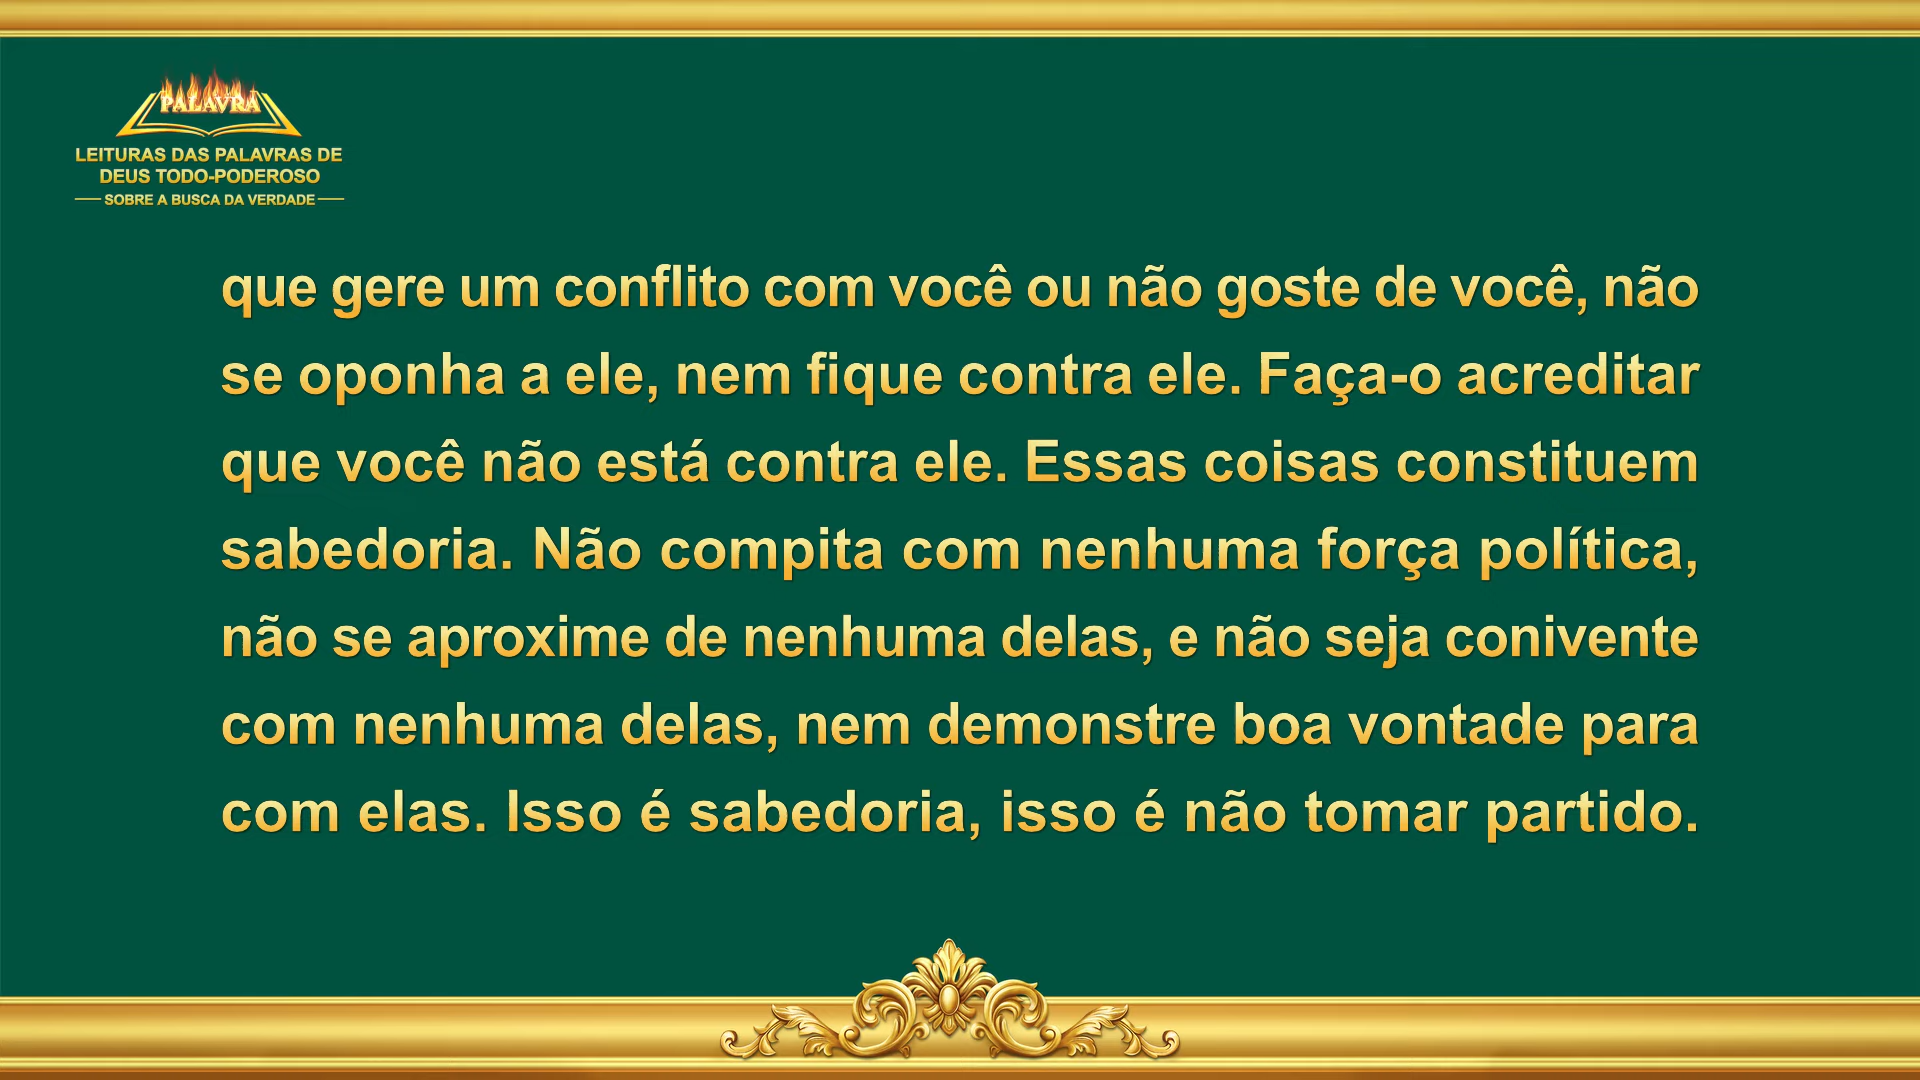 PALAVRA
LEITURAS DAS PALAVRAS DE
DEUS TODO-PODEROSO
SOBRE A BUSCA DA VERDADE
que gere um conflito com você ou não goste de você, não
se oponha a ele, nem fique contra ele. Faça-o acreditar
que você não está contra ele. Essas coisas constituem
sabedoria. Não compita com nenhuma força política,
não se aproxime de nenhuma delas, e não seja conivente
com nenhuma delas, nem demonstre boa vontade para
com elas. Isso é sabedoria, isso é não tomar partido.